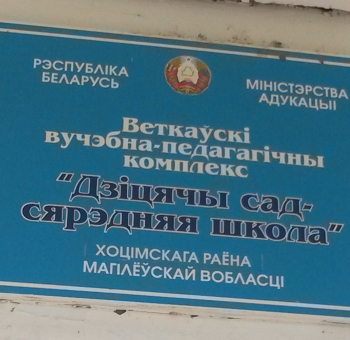 РЭСПУБЛІКА
БЕЛАРУСЬ
МІНІСТЭРСТВА
АДУКАЦЫІ
Веткаўскі
вучэбна-педагагічны
комплекс
"Дзіцячы сад-
сярэдняя школа"
ХОЦІМСКАГА РАЁНА
МАГІЛЁЎСКАЙ ВОБЛАСЦІ